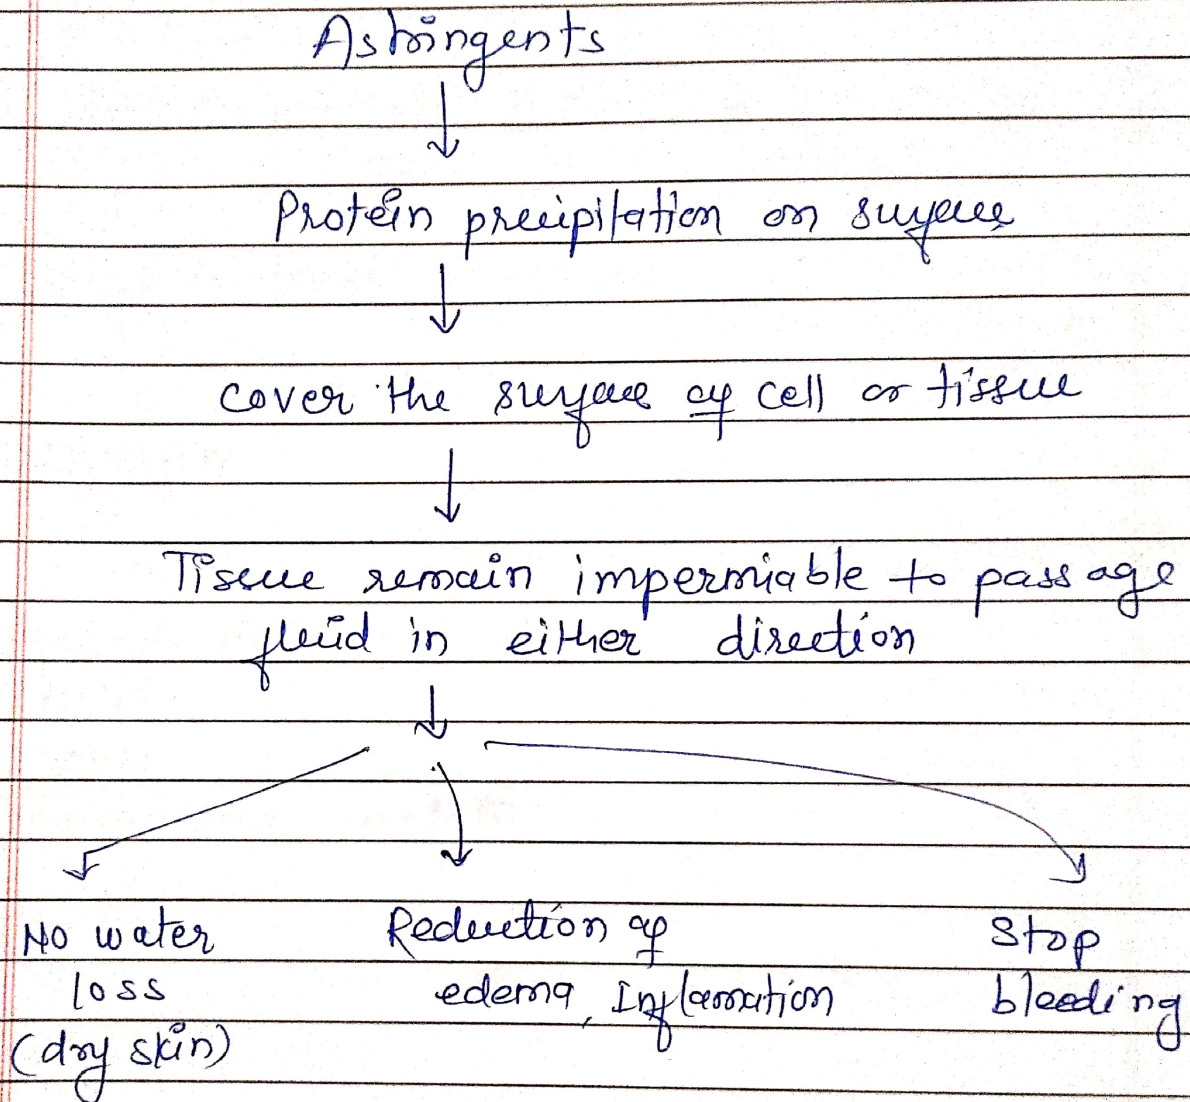 Astringents
Protein precipitation on surface
cover the surface of cell or tissue
Tissue remain impermiable to passage
fluid in either direction
No water
loss
(dry skin)
Reduction of
edema, Inflamation
Stop
bleeding